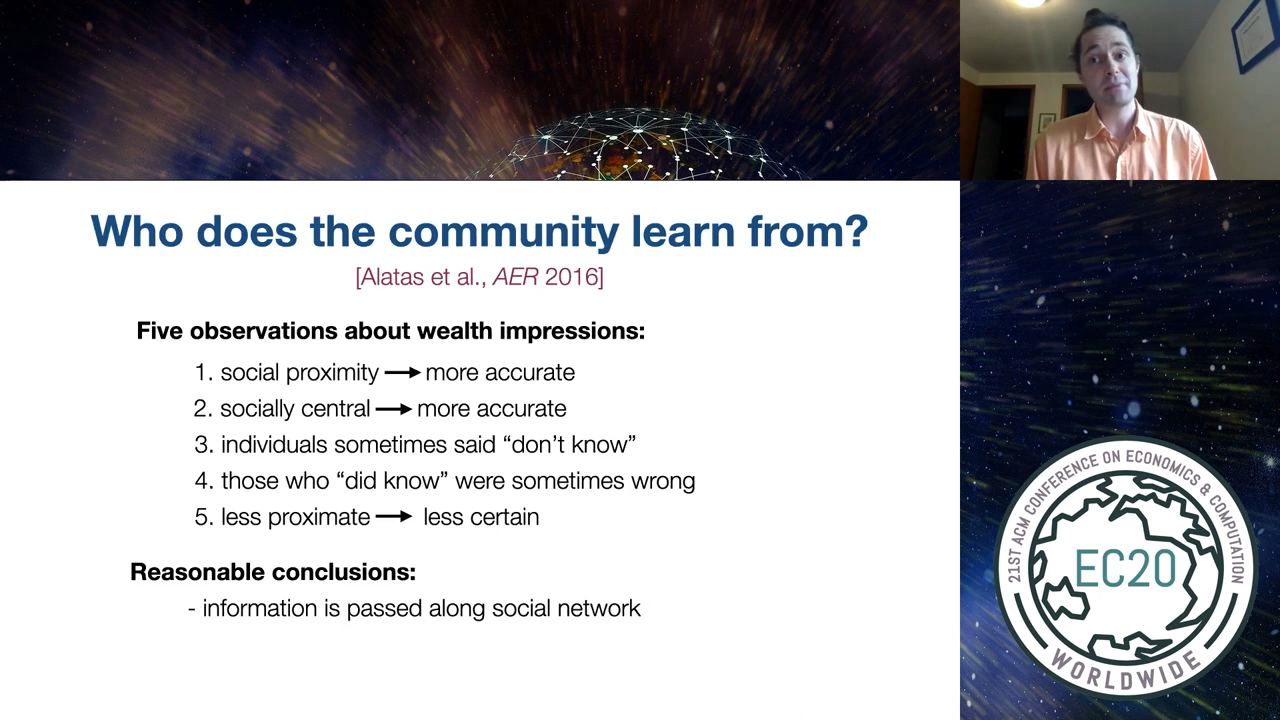 Who does the community learn from?
[Alatas et al., AER 2016]
Five observations about wealth impressions:
1. social proximity → more accurate
2. socially central → more accurate
3. individuals sometimes said “don’t know”
4. those who “did know” were sometimes wrong
5. less proximate → less certain
Reasonable conclusions:
- information is passed along social network
21ST ACM CONFERENCE ON ECONOMICS & COMPUTATION
EC20
WORLDWIDE